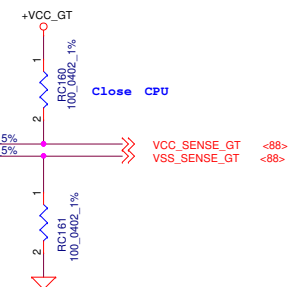 +VCC_GT
1
RC160
100_0402_1%
2
Close CPU
5%
5%
VCC_SENSE_GT <88>
VSS_SENSE_GT <88>
1
RC161
100_0402_1%
2